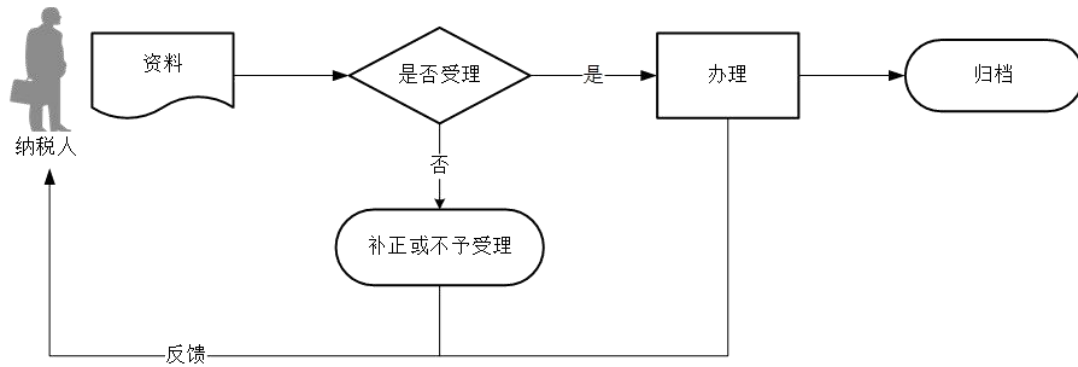 资料
是否受理
是
办理
归档
纳税人
否
补正或不予受理
反馈